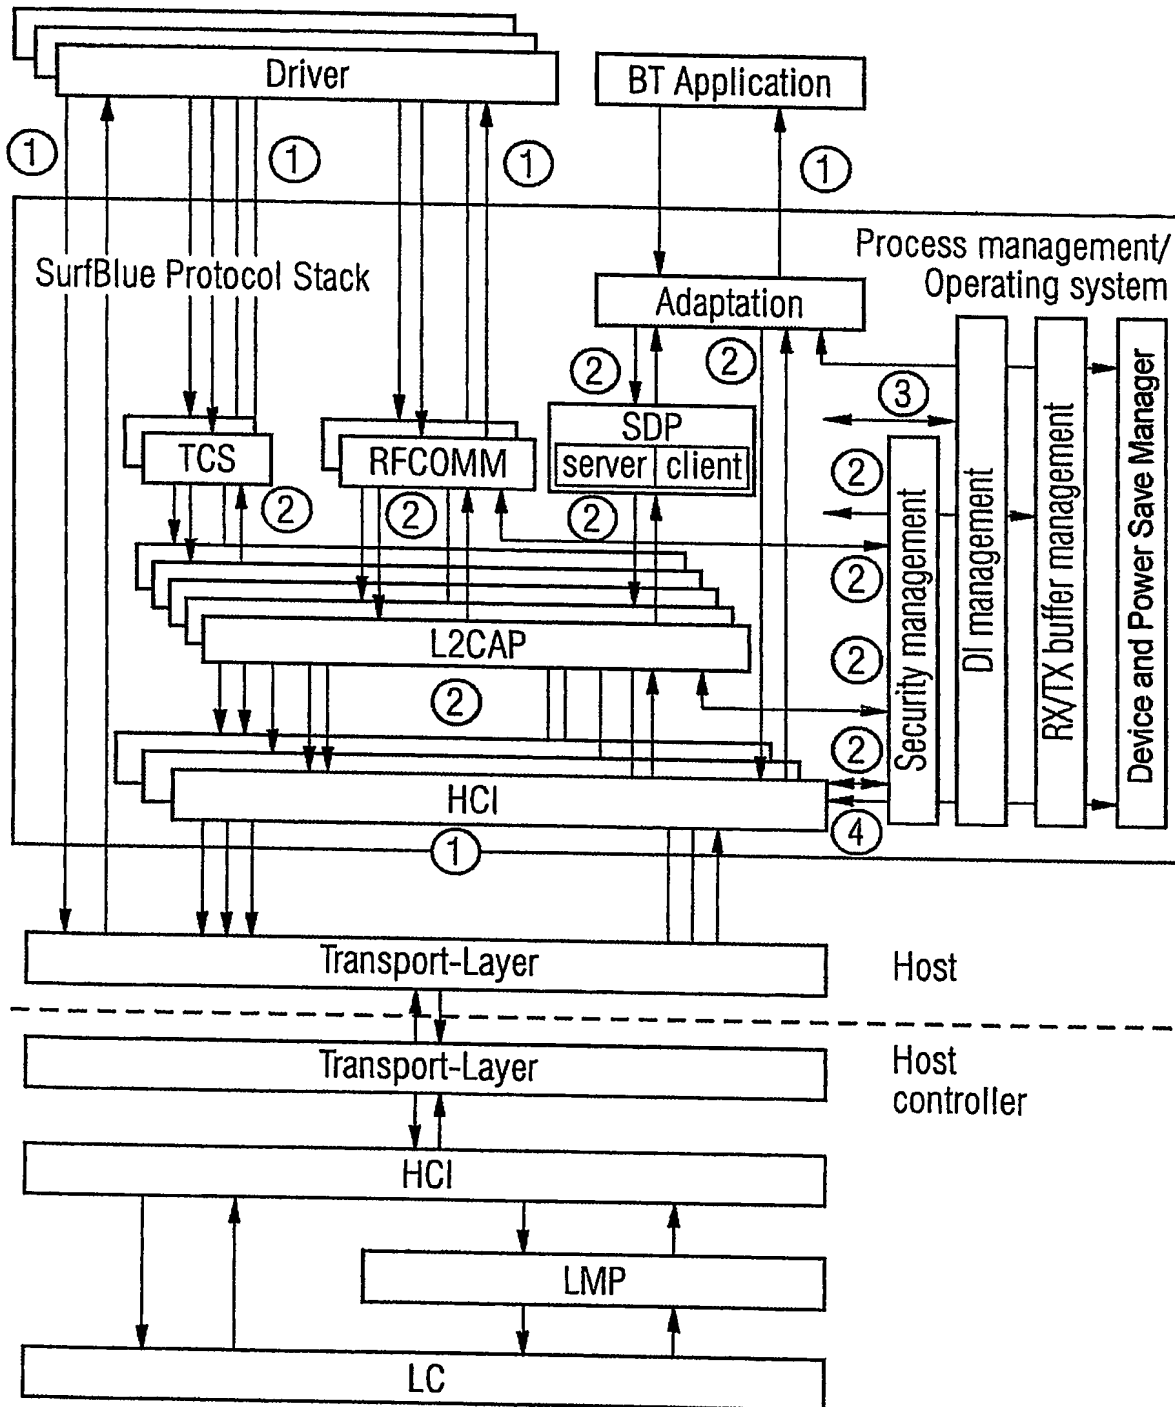 Driver
BT Application
1
1
1
1
SurfBlue Protocol Stack
Process management/
Operating system
Adaptation
2
2
3
SDP
server client
TCS
RFCOMM
2
2
2
2
2
2
2
2
L2CAP
HCI
4
1
Security management
DI management
RX/TX buffer management
Device and Power Save Manager
Transport-Layer
Host
Transport-Layer
Host
controller
HCI
LMP
LC